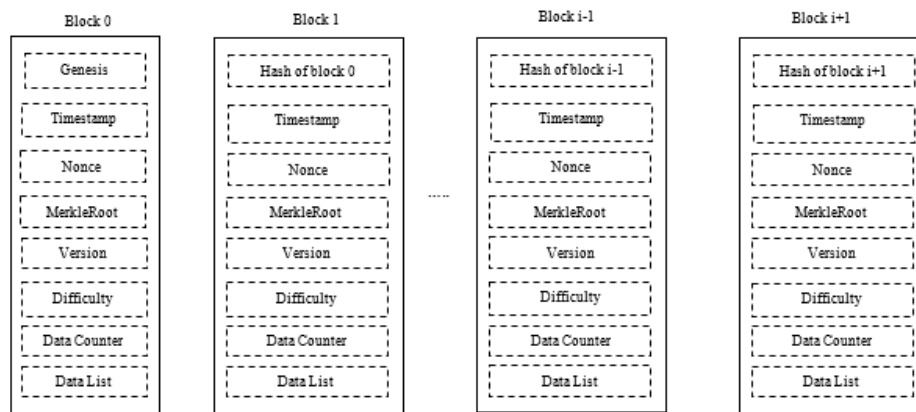 Block 0
Genesis
Timestamp
Nonce
MerkleRoot
Version
Difficulty
Data Counter
Data List
Block 1
Hash of block 0
Timestamp
Nonce
MerkleRoot
Version
Difficulty
Data Counter
Data List
.....
Block i-1
Hash of block i-1
Timestamp
Nonce
MerkleRoot
Version
Difficulty
Data Counter
Data List
Block i+1
Hash of block i+1
Timestamp
Nonce
MerkleRoot
Version
Difficulty
Data Counter
Data List